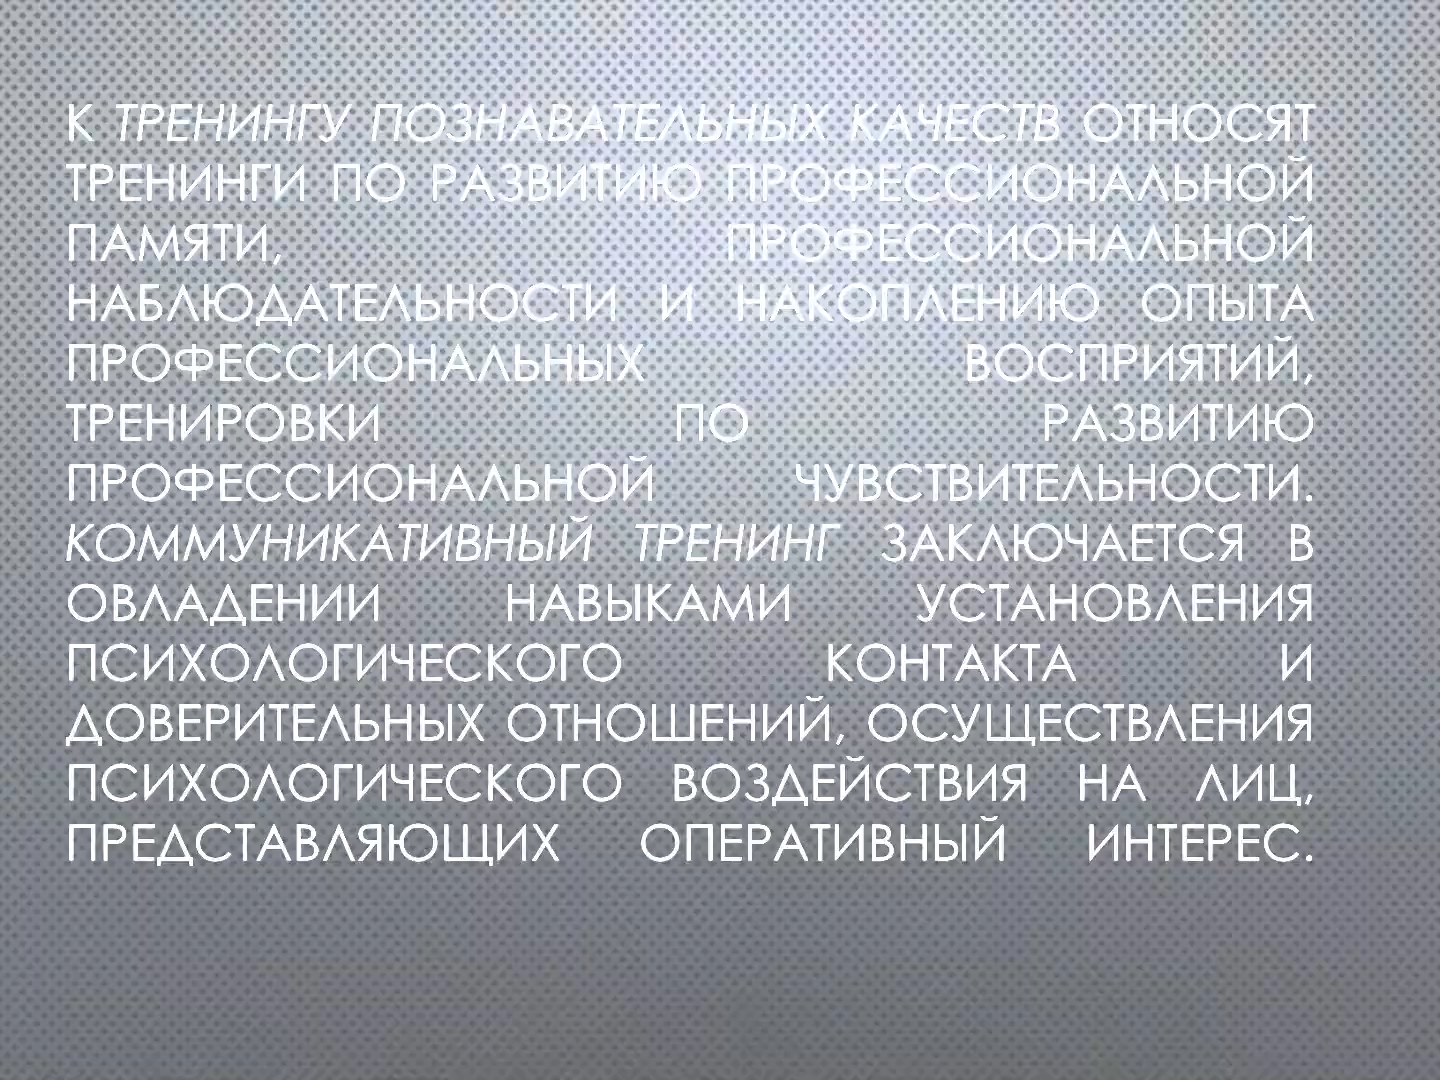 К ТРЕНИНГУ ПОЗНАВАТЕЛЬНЫХ КАЧЕСТВ ОТНОСЯТ
ТРЕНИНГИ ПО РАЗВИТИЮ ПРОФЕССИОНАЛЬНОЙ
ПАМЯТИ, ПРОФЕССИОНАЛЬНОЙ
НАБЛЮДАТЕЛЬНОСТИ И НАКОПЛЕНИЮ ОПЫТА
ПРОФЕССИОНАЛЬНЫХ ВОСПРИЯТИЙ,
ТРЕНИРОВКИ ПО РАЗВИТИЮ
ПРОФЕССИОНАЛЬНОЙ ЧУВСТВИТЕЛЬНОСТИ.
КОММУНИКАТИВНЫЙ ТРЕНИНГ ЗАКЛЮЧАЕТСЯ В
ОВЛАДЕНИИ НАВЫКАМИ УСТАНОВЛЕНИЯ
ПСИХОЛОГИЧЕСКОГО КОНТАКТА И
ДОВЕРИТЕЛЬНЫХ ОТНОШЕНИЙ, ОСУЩЕСТВЛЕНИЯ
ПСИХОЛОГИЧЕСКОГО ВОЗДЕЙСТВИЯ НА ЛИЦ,
ПРЕДСТАВЛЯЮЩИХ ОПЕРАТИВНЫЙ ИНТЕРЕС.